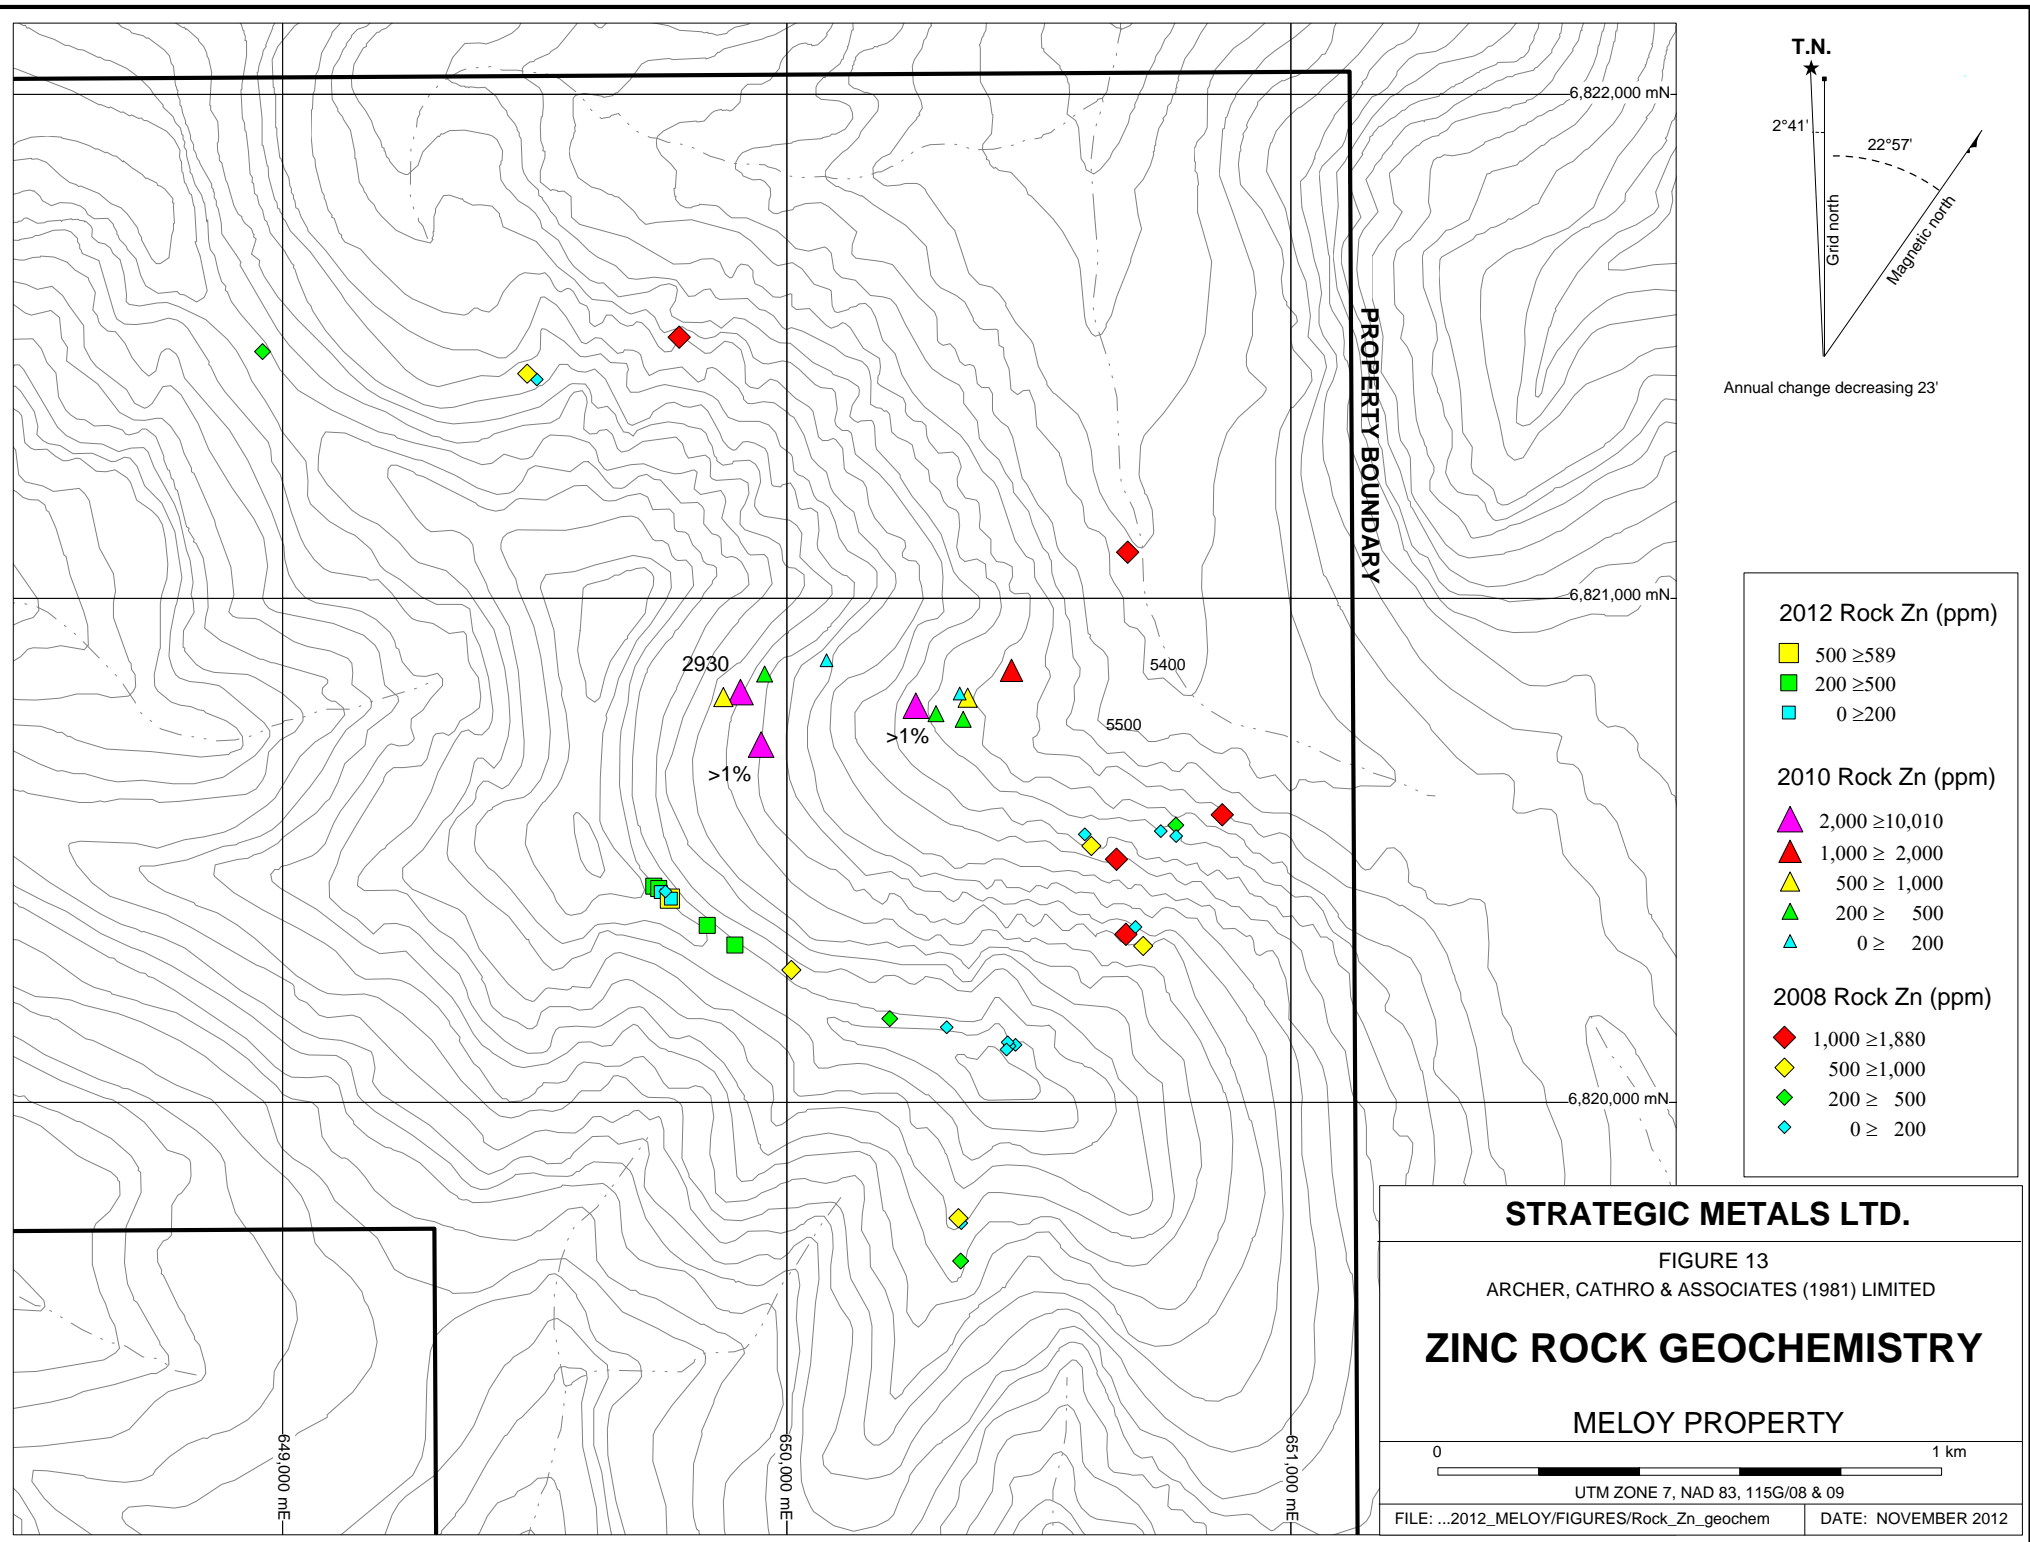 T.N.
2°41'
22°57'
Grid north
Magnetic north
Annual change decreasing 23'
6,822,000 mN
6,821,000 mN
6,820,000 mN
649,000 mE
650,000 mE
651,000 mE
PROPERTY BOUNDARY
2930
>1%
>1%
5400
5500
2012 Rock Zn (ppm)
500 ≥589
200 ≥500
0 ≥200
2010 Rock Zn (ppm)
2,000 ≥10,010
1,000 ≥ 2,000
500 ≥ 1,000
200 ≥ 500
0 ≥ 200
2008 Rock Zn (ppm)
1,000 ≥1,880
500 ≥1,000
200 ≥ 500
0 ≥ 200
STRATEGIC METALS LTD.
FIGURE 13
ARCHER, CATHRO & ASSOCIATES (1981) LIMITED
ZINC ROCK GEOCHEMISTRY
MELOY PROPERTY
0 1 km
UTM ZONE 7, NAD 83, 115G/08 & 09
FILE: ...2012_MELOY/FIGURES/Rock_Zn_geochem
DATE: NOVEMBER 2012